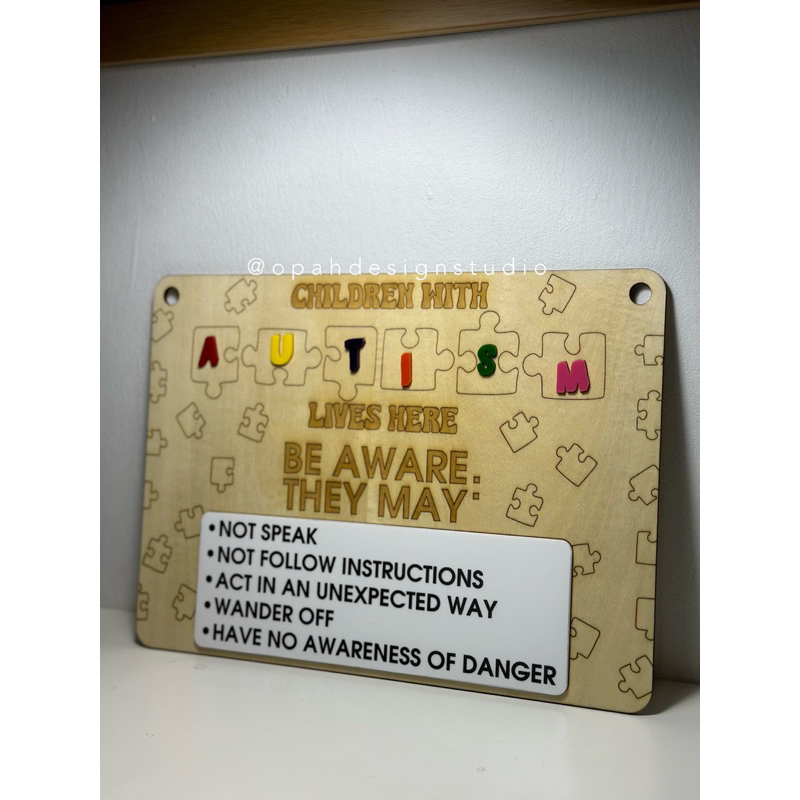 @opahdesignstudio
CHILDREN WITH
AUTISM
LIVES HERE
BE AWARE.
THEY MAY:
• NOT SPEAK
• NOT FOLLOW INSTRUCTIONS
• ACT IN AN UNEXPECTED WAY
• WANDER OFF
• HAVE NO AWARENESS OF DANGER